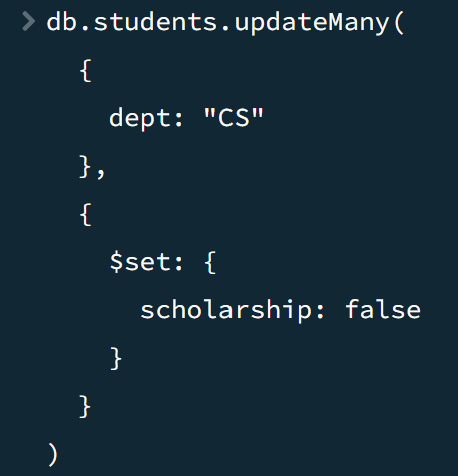 > db.students.updateMany(
{
dept: "CS"
},
{
$set: {
scholarship: false
}
}
)